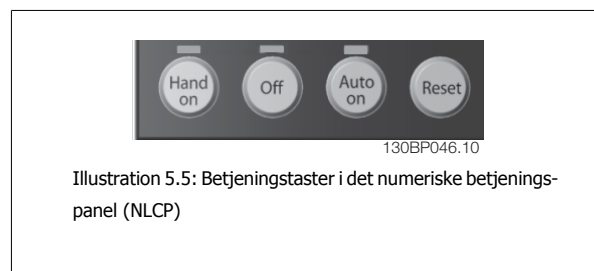 Hand on
Off
Auto on
Reset
130BP046.10
Illustration 5.5: Betjeningstaster i det numeriske betjenings-
panel (NLCP)